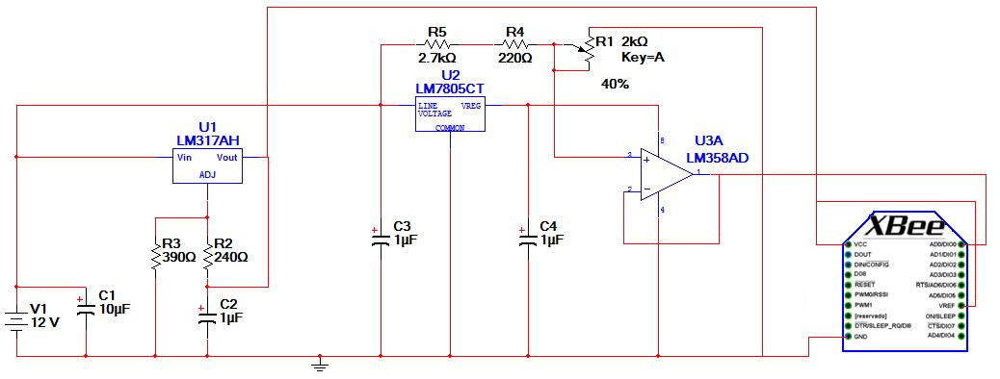 R5
2.7kΩ
R4
220Ω
R1 2kΩ
Key=A
40%
U2
LM7805CT
LINE VREG
VOLTAGE
COMMON
U1
LM317AH
Vin Vout
ADJ
8
U3A
LM358AD
3
+
1
2
−
4
R3
390Ω
R2
240Ω
+
C3
1µF
+
C4
1µF
V1
12 V
+
C1
10µF
+
C2
1µF
XBee
VCC AD0/DIO0
DOUT AD1/DIO1
DIN/CONFIG AD2/DIO2
DO8 AD3/DIO3
RESET RTS/AD6/DIO6
PWM0/RSSI AD5/DIO5
PWM1 VREF
[reservado] ON/SLEEP
DTR/SLEEP_RQ/DI8 CTS/DIO7
GND AD4/DIO4